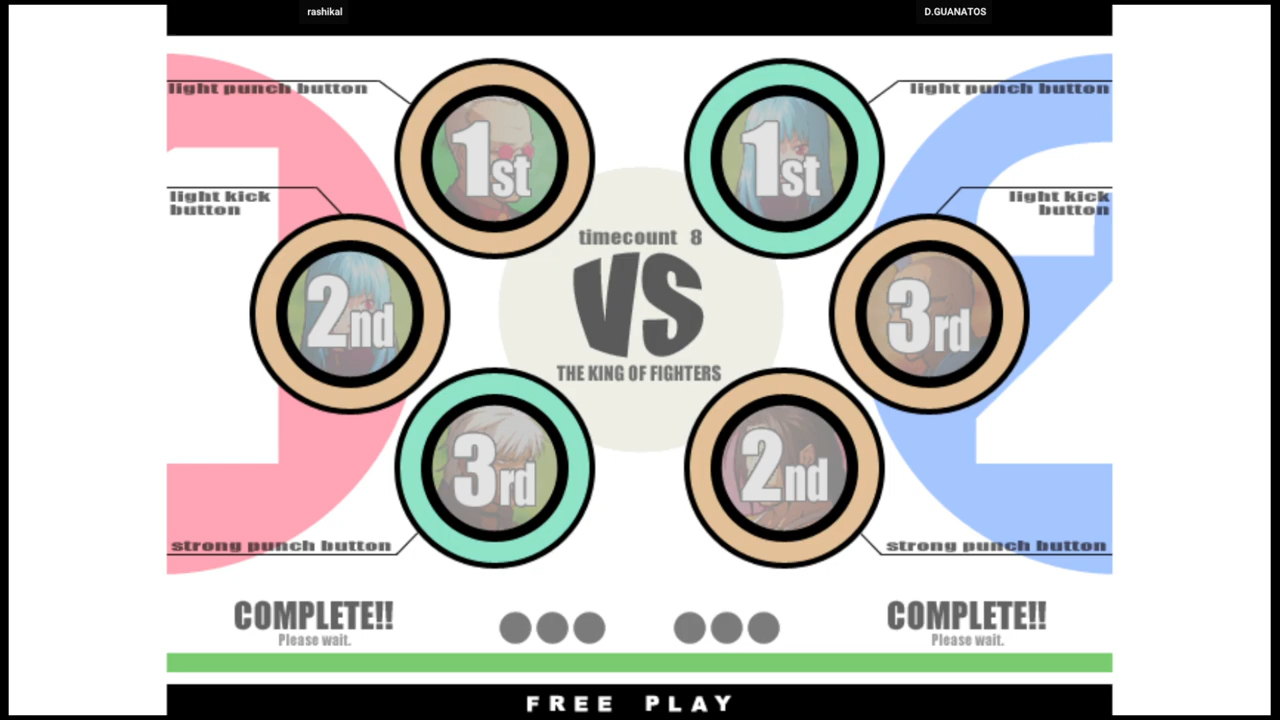 rashikal
D.GUANATOS
light punch button
light punch button
1st
1st
light kick
button
light kick
button
timecount 8
VS
THE KING OF FIGHTERS
2nd
3rd
3rd
2nd
strong punch button
strong punch button
COMPLETE!!
Please wait.
COMPLETE!!
Please wait.
FREE PLAY